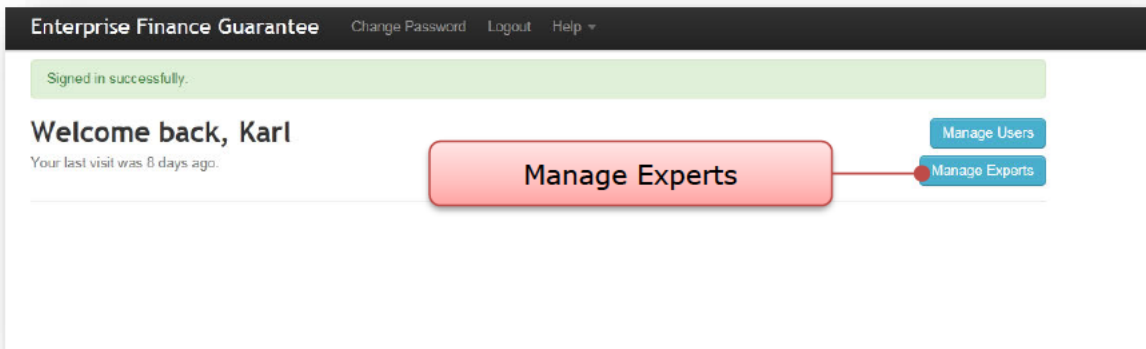 Enterprise Finance Guarantee Change Password Logout Help
Signed in successfully.
Welcome back, Karl
Manage Users
Your last visit was 8 days ago.
Manage Experts
Manage Experts